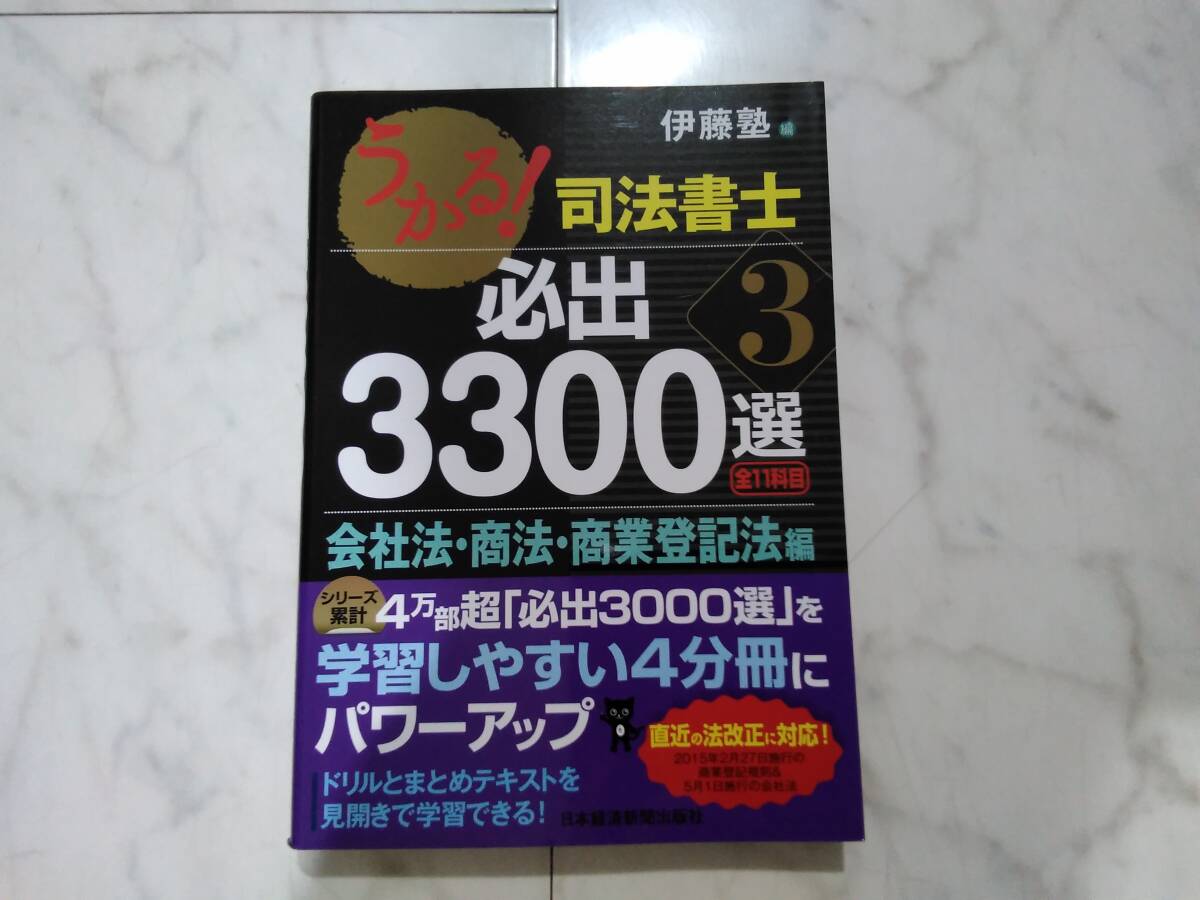 伊藤塾 編
うかる!
司法書士
必出
3
3300選
全11科目
会社法・商法・商業登記法編
シリーズ
累計
4万部超「必出3000選」を
学習しやすい4分冊に
パワーアップ
直近の法改正に対応!
2015年2月27日施行の
商業登記規則&
5月1日施行の会社法
ドリルとまとめテキストを
見開きで学習できる!
日本経済新聞出版社